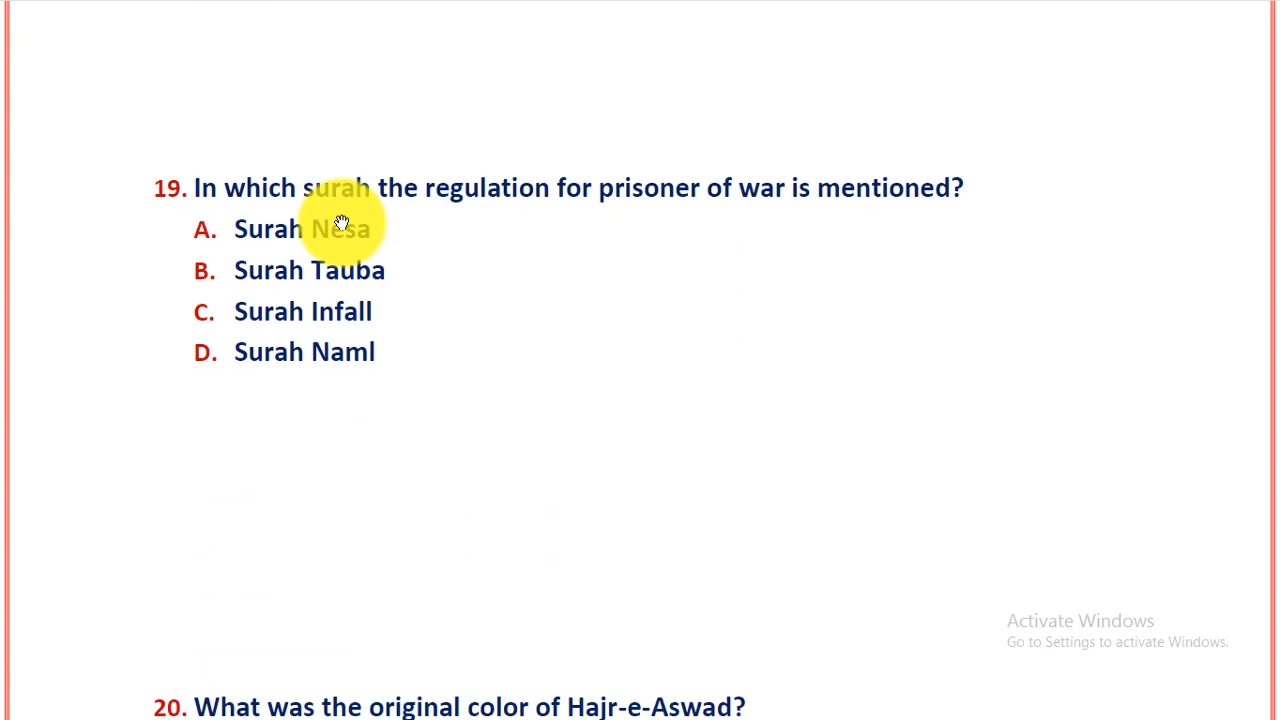 19. In which surah the regulation for prisoner of war is mentioned?
A. Surah Nesa
B. Surah Tauba
C. Surah Infall
D. Surah Naml
Activate Windows
Go to Settings to activate Windows.
20. What was the original color of Hajr-e-Aswad?